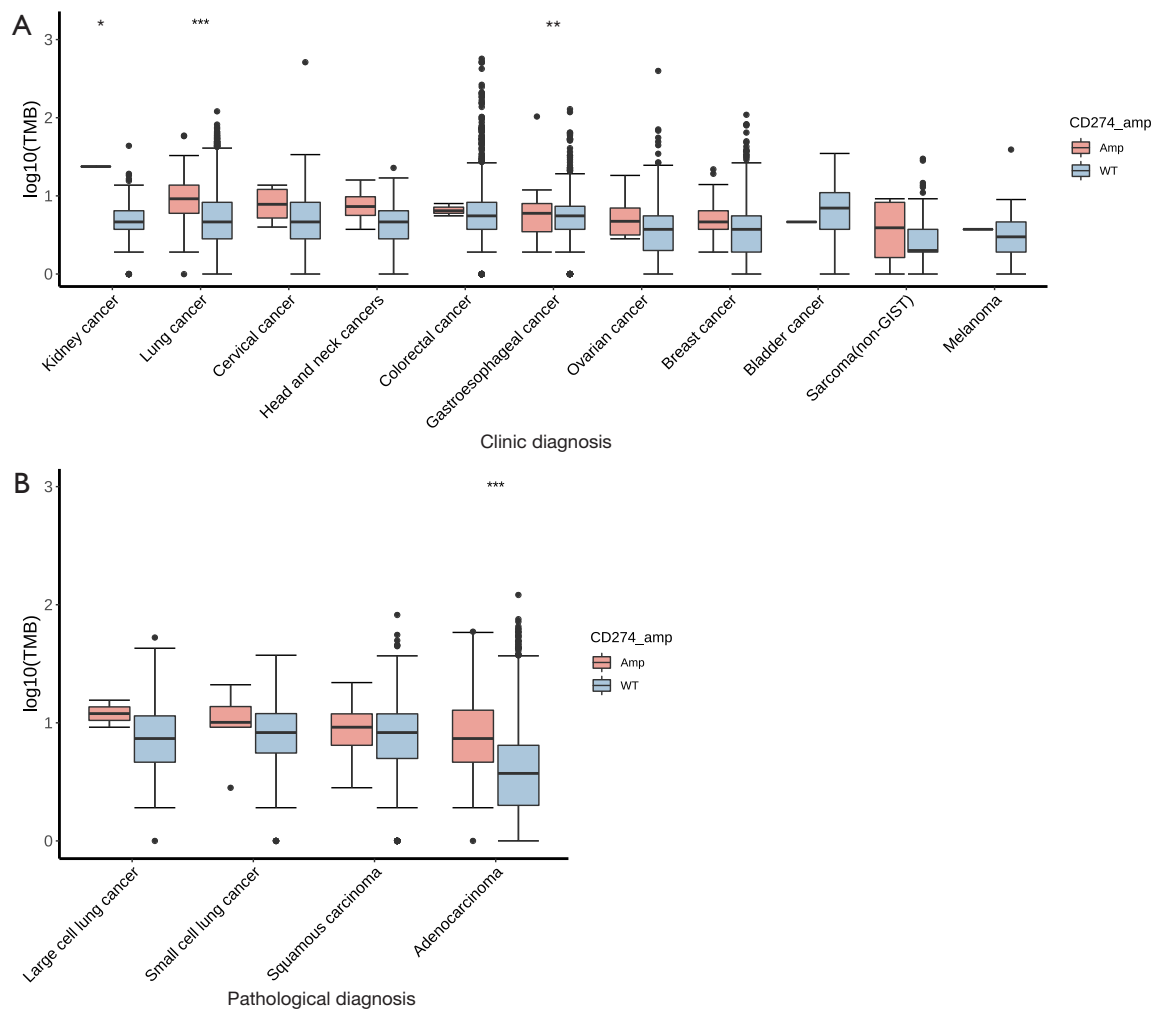 A
* *** **
3
2
1
0
log10(TMB)
CD274_amp
Amp
WT
Kidney cancer
Lung cancer
Cervical cancer
Head and neck cancers
Colorectal cancer
Gastroesophageal cancer
Ovarian cancer
Breast cancer
Bladder cancer
Sarcoma(non-GIST)
Melanoma
Clinic diagnosis
B
***
3
2
1
0
log10(TMB)
CD274_amp
Amp
WT
Large cell lung cancer
Small cell lung cancer
Squamous carcinoma
Adenocarcinoma
Pathological diagnosis